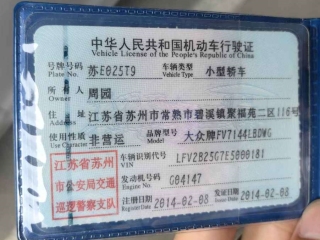 中华人民共和国机动车行驶证
Vehicle License of the People's Republic of China
号牌号码 苏E025T9 车辆类型 小型轿车
Plate No. Vehicle Type
所有人 周园
Owner
住址 江苏省苏州市常熟市碧溪镇聚福苑二区116号
Address
使用性质 非营运 品牌型号 大众牌FV7144LBDWG
Use Character Model
江苏省苏州
市公安局交通
巡逻警察支队
车辆识别代号 LFV2B25G7E5000181
VIN
发动机号码 G04147
Engine No.
注册日期 2014-02-08 发证日期 2014-02-08
Register Date Issue Date